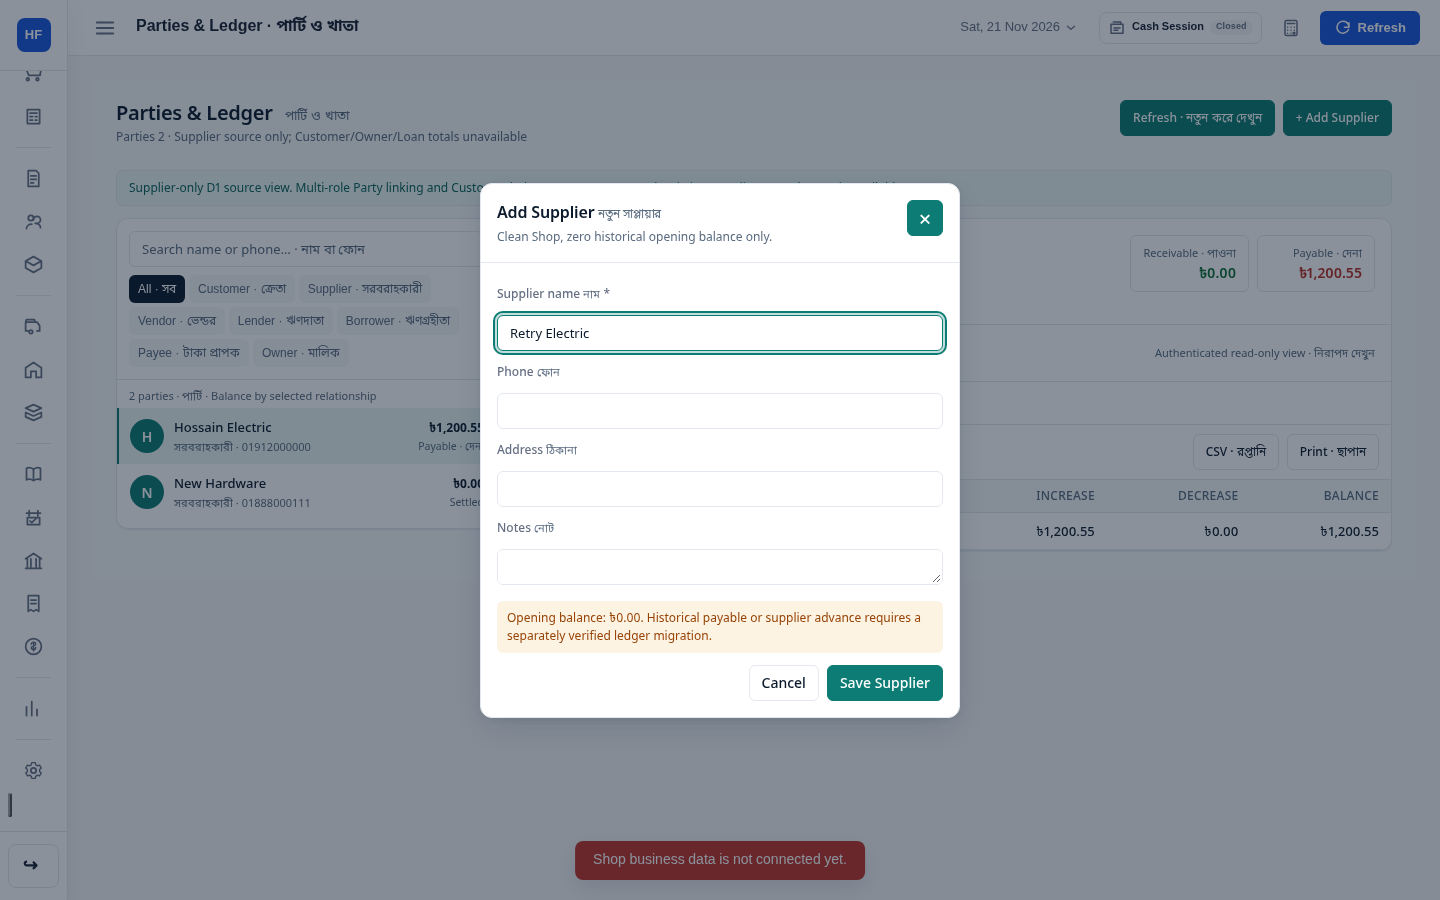 HF
Parties & Ledger · পার্টি ও খাতা
Sat, 21 Nov 2026
Cash Session
Closed
Refresh
Parties & Ledger
পার্টি ও খাতা
Parties 2 · Supplier source only; Customer/Owner/Loan totals unavailable
Refresh · নতুন করে দেখুন
+ Add Supplier
Supplier-only D1 source view. Multi-role Party linking and
Search name or phone... · নাম বা ফোন
All · সব
Customer · ক্রেতা
Supplier · সরবরাহকারী
Vendor · ভেন্ডর
Lender · ঋণদাতা
Borrower · ঋণগ্রহীতা
Payee · টাকা প্রাপক
Owner · মালিক
2 parties · পার্টি · Balance by selected relationship
H
Hossain Electric
৳1,200.55
সরবরাহকারী · 01912000000
Payable ·
N
New Hardware
৳0.00
সরবরাহকারী · 01888000111
Receivable · পাওনা
৳0.00
Payable · দেনা
৳1,200.55
Authenticated read-only view · নিরাপদ দেখুন
CSV · রপ্তানি
Print · ছাপান
INCREASE
DECREASE
BALANCE
৳1,200.55
৳0.00
৳1,200.55
Add Supplier নতুন সাপ্লায়ার
Clean Shop, zero historical opening balance only.
×
Supplier name নাম *
Retry Electric
Phone ফোন
Address ঠিকানা
Notes নোট
Opening balance: ৳0.00. Historical payable or supplier advance requires a
separately verified ledger migration.
Cancel
Save Supplier
Shop business data is not connected yet.